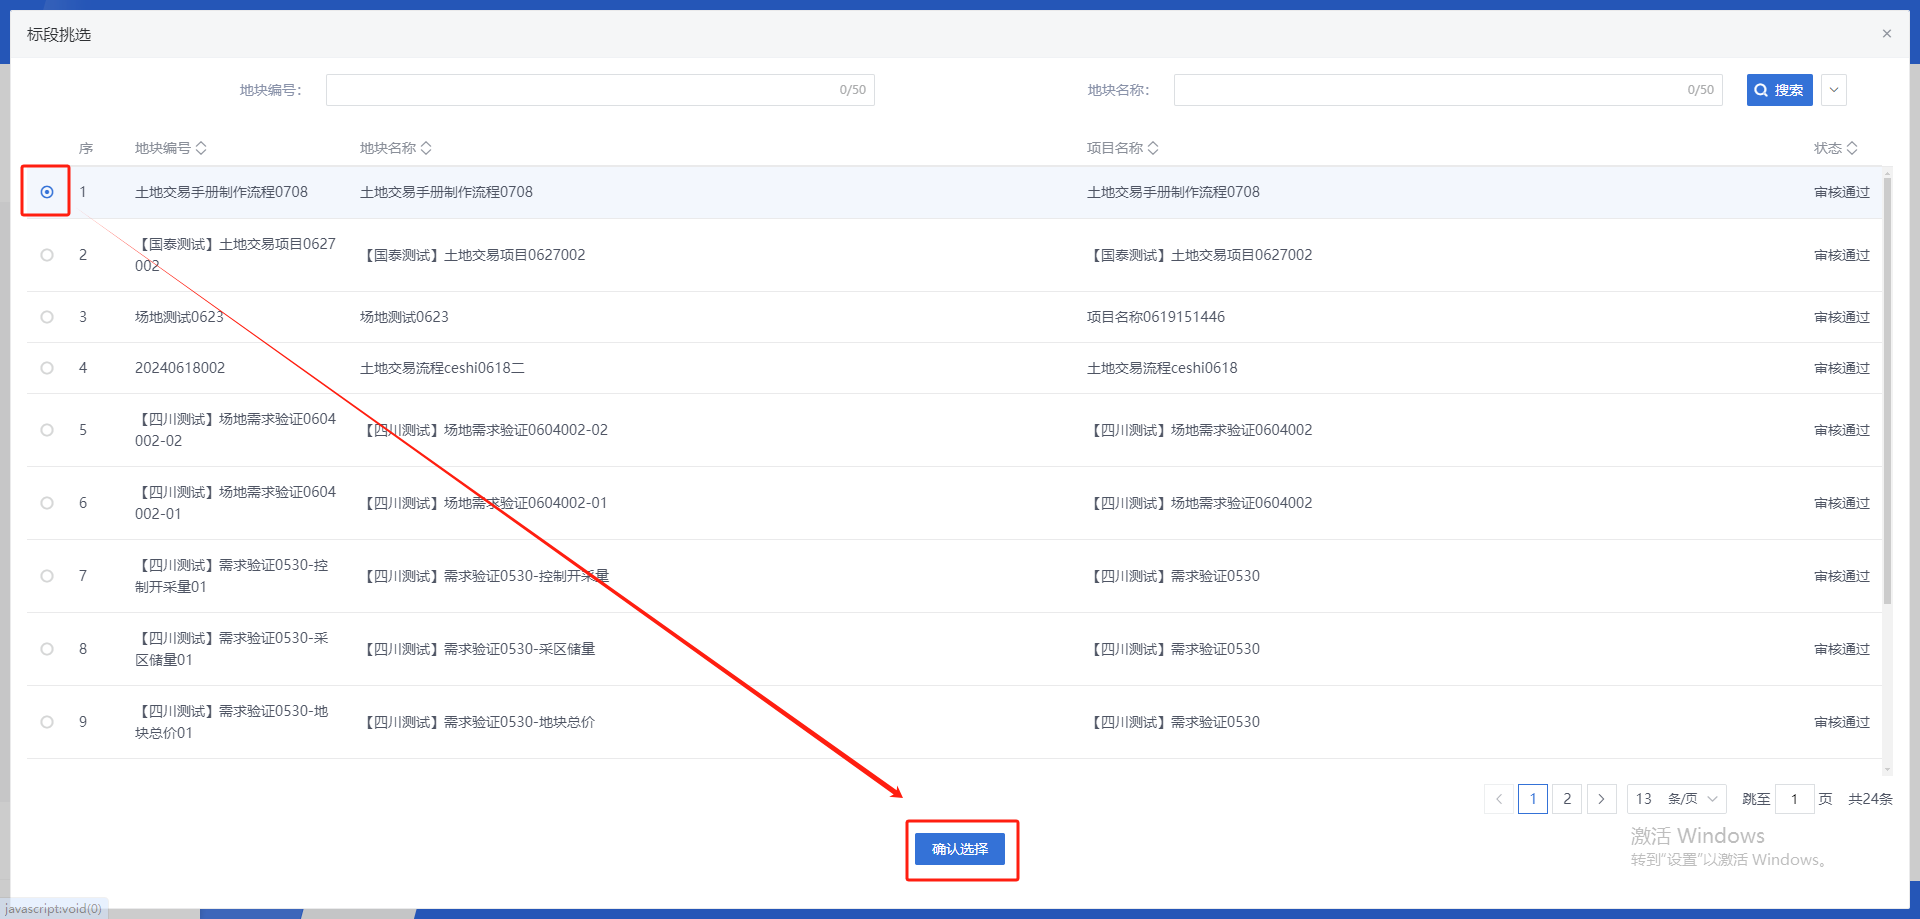 标段挑选
×
地块编号：
0/50
地块名称：
0/50
搜索
序
地块编号
地块名称
项目名称
状态
1
土地交易手册制作流程0708
土地交易手册制作流程0708
土地交易手册制作流程0708
审核通过
2
【国泰测试】土地交易项目0627
002
【国泰测试】土地交易项目0627002
【国泰测试】土地交易项目0627002
审核通过
3
场地测试0623
场地测试0623
项目名称0619151446
审核通过
4
20240618002
土地交易流程ceshi0618二
土地交易流程ceshi0618
审核通过
5
【四川测试】场地需求验证0604
002-02
【四川测试】场地需求验证0604002-02
【四川测试】场地需求验证0604002
审核通过
6
【四川测试】场地需求验证0604
002-01
【四川测试】场地需求验证0604002-01
【四川测试】场地需求验证0604002
审核通过
7
【四川测试】需求验证0530-控
制开采量01
【四川测试】需求验证0530-控制开采量
【四川测试】需求验证0530
审核通过
8
【四川测试】需求验证0530-采
区储量01
【四川测试】需求验证0530-采区储量
【四川测试】需求验证0530
审核通过
9
【四川测试】需求验证0530-地
块总价01
【四川测试】需求验证0530-地块总价
【四川测试】需求验证0530
审核通过
1
2
13 条/页
跳至 1 页
共24条
确认选择
激活 Windows
转到“设置”以激活 Windows。
javascript:void(0)